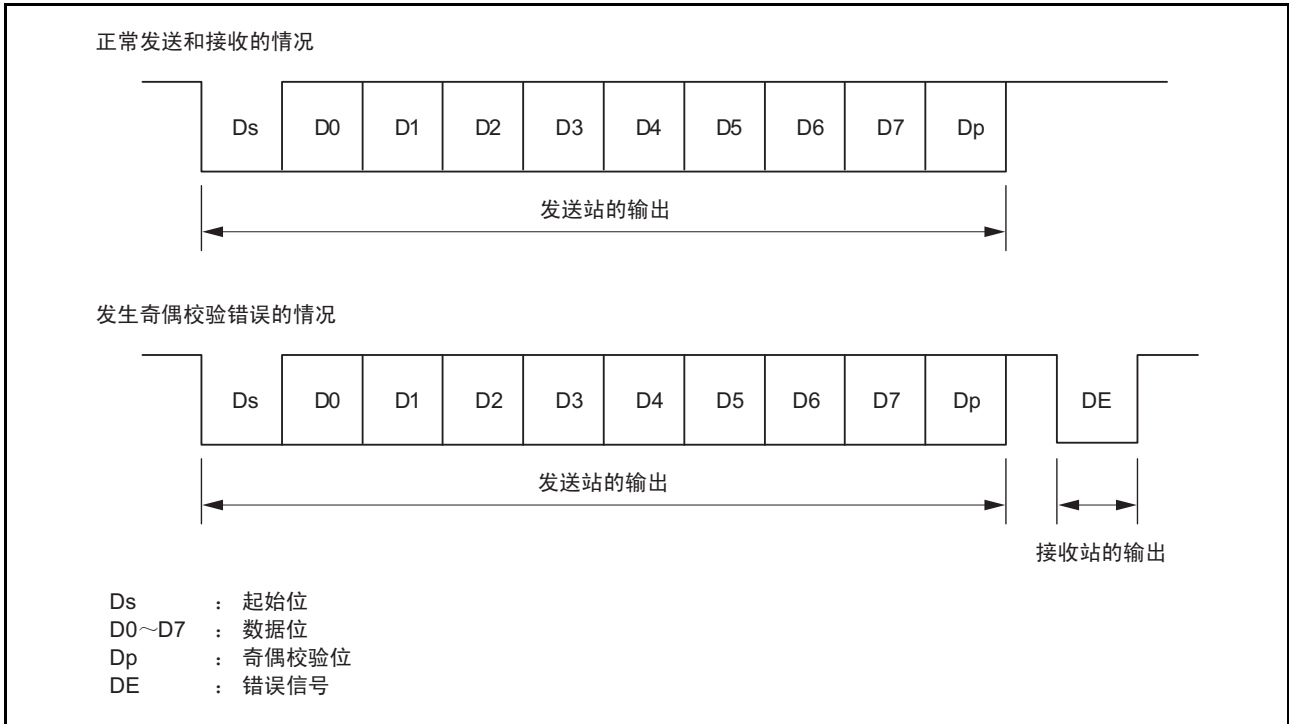 正常发送和接收的情况
Ds D0 D1 D2 D3 D4 D5 D6 D7 Dp
发送站的输出
发生奇偶校验错误的情况
Ds D0 D1 D2 D3 D4 D5 D6 D7 Dp DE
发送站的输出
接收站的输出
Ds : 起始位
D0～D7 : 数据位
Dp : 奇偶校验位
DE : 错误信号